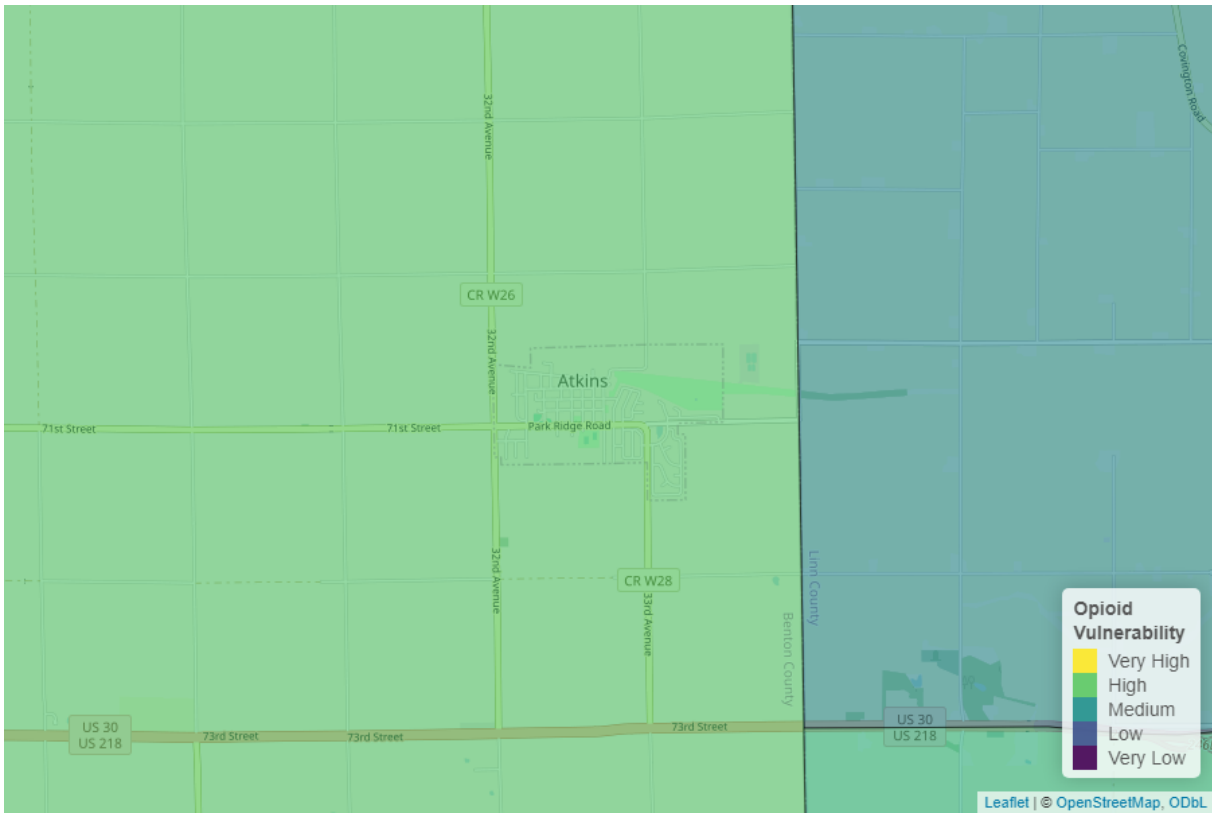 32nd Avenue
Covington Road
CR W26
32nd Avenue
Atkins
71st Street
71st Street
Park Ridge Road
32nd Avenue
CR W28
33rd Avenue
Linn County
Benton County
US 30
US 218
73rd Street
73rd Street
73rd Street
US 30
US 218
Opioid
Vulnerability
Very High
High
Medium
Low
Very Low
Leaflet | © OpenStreetMap, ODbL